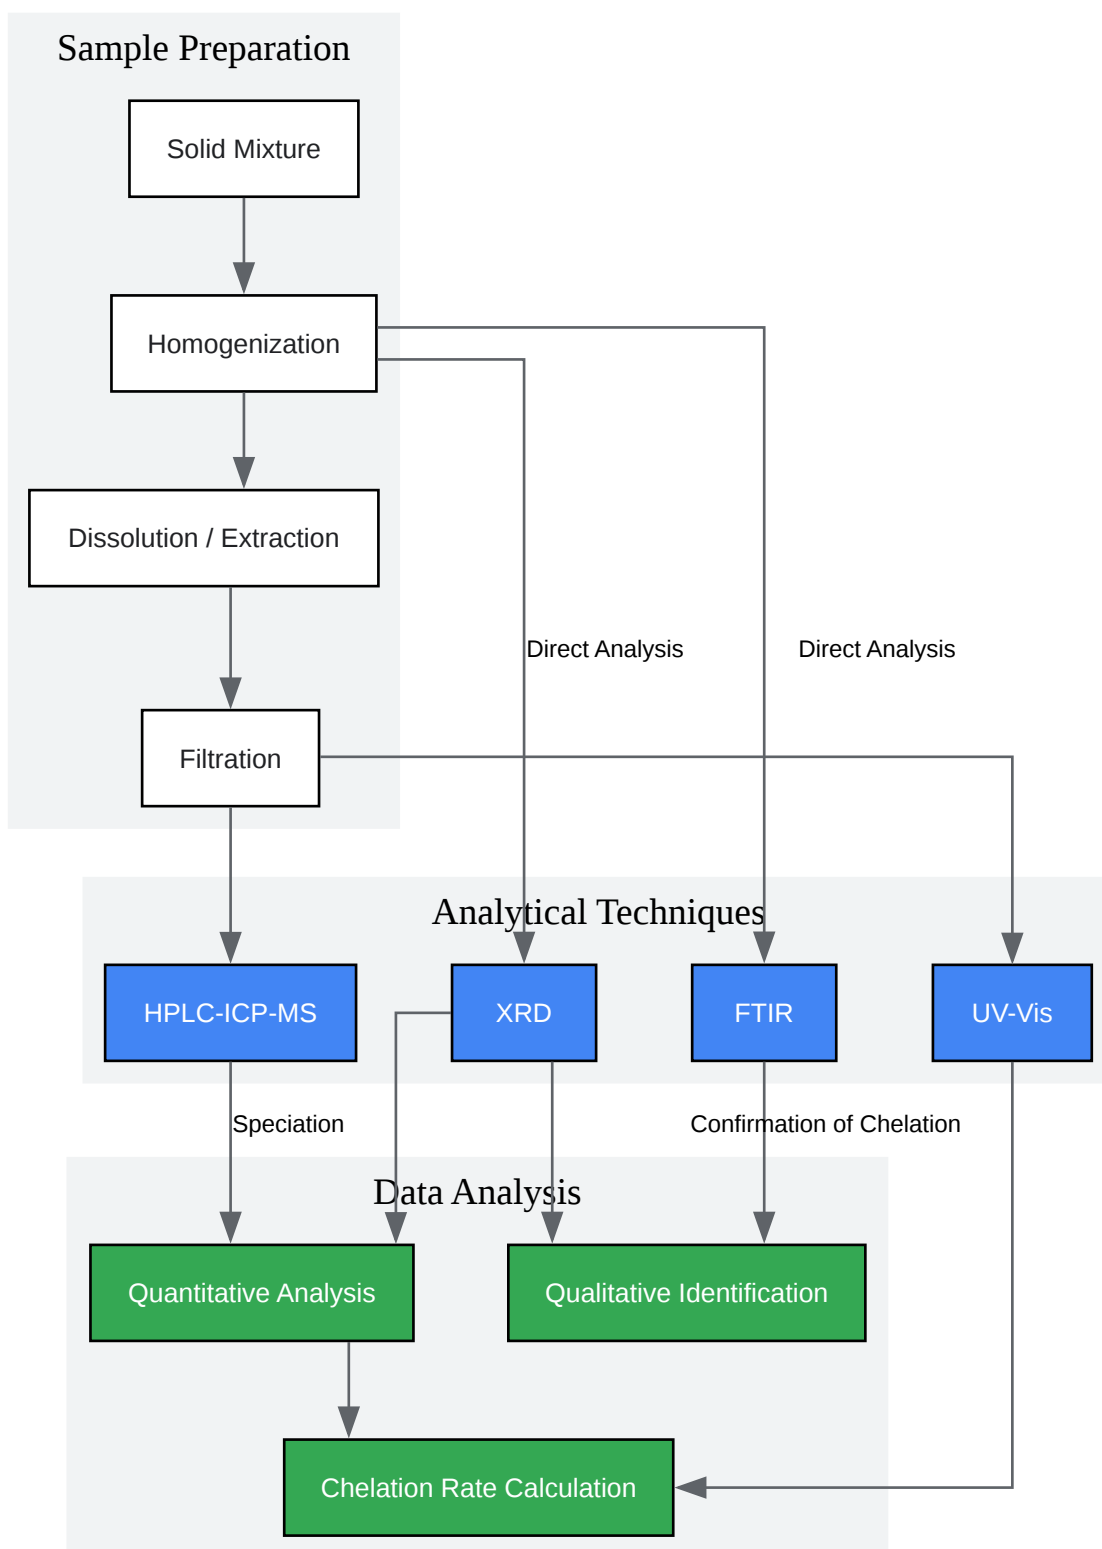 Sample Preparation
Solid Mixture
Homogenization
Dissolution / Extraction
Direct Analysis
Direct Analysis
Filtration
Analytical Techniques
HPLC-ICP-MS
XRD
FTIR
UV-Vis
Speciation
Confirmation of Chelation
Data Analysis
Quantitative Analysis
Qualitative Identification
Chelation Rate Calculation